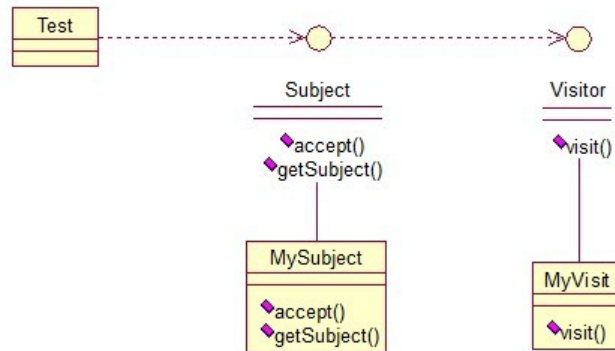 Test
Subject
Visitor
accept()
getSubject()
visit()
MySubject
MyVisit
accept()
getSubject()
visit()